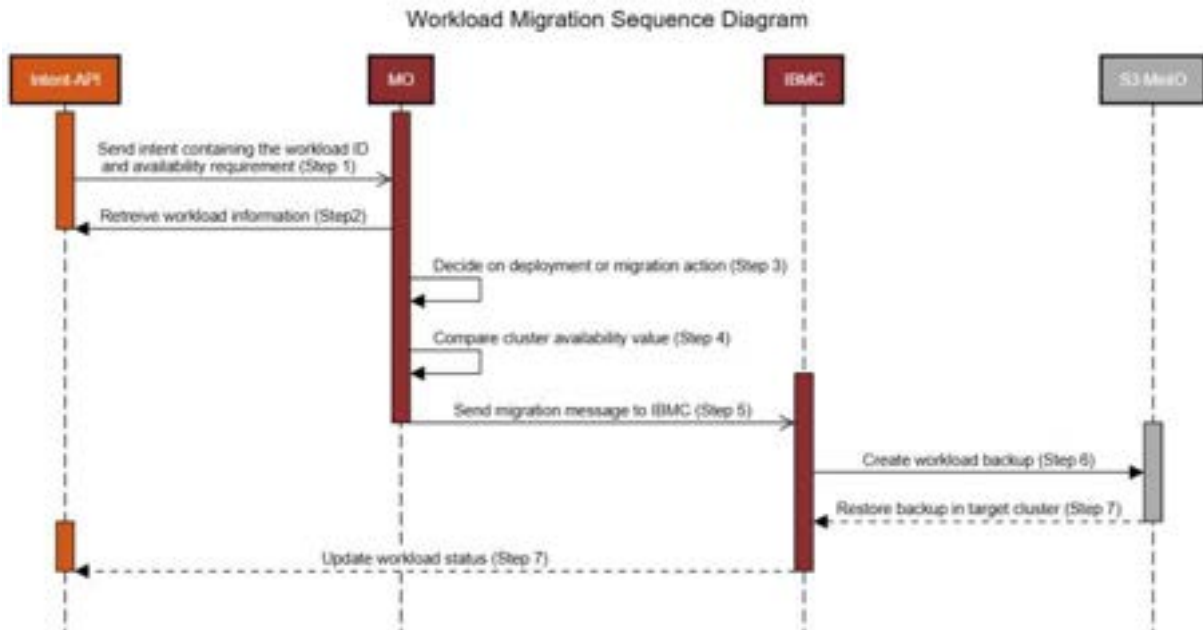 Workload Migration Sequence Diagram
Intent-API
MO
IBMC
S3 MinIO
Send intent containing the workload ID
and availability requirement (Step 1)
Retreive workload information (Step2)
Decide on deployment or migration action (Step 3)
Compare cluster availability value (Step 4)
Send migration message to IBMC (Step 5)
Create workload backup (Step 6)
Restore backup in target cluster (Step 7)
Update workload status (Step 7)